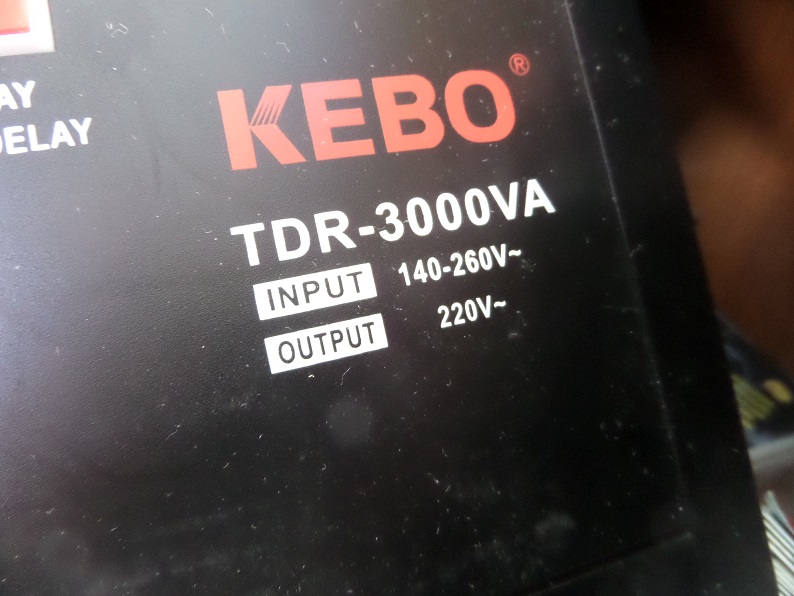 AY
DELAY
KEBO®
TDR-3000VA
INPUT 140-260V~
OUTPUT 220V~